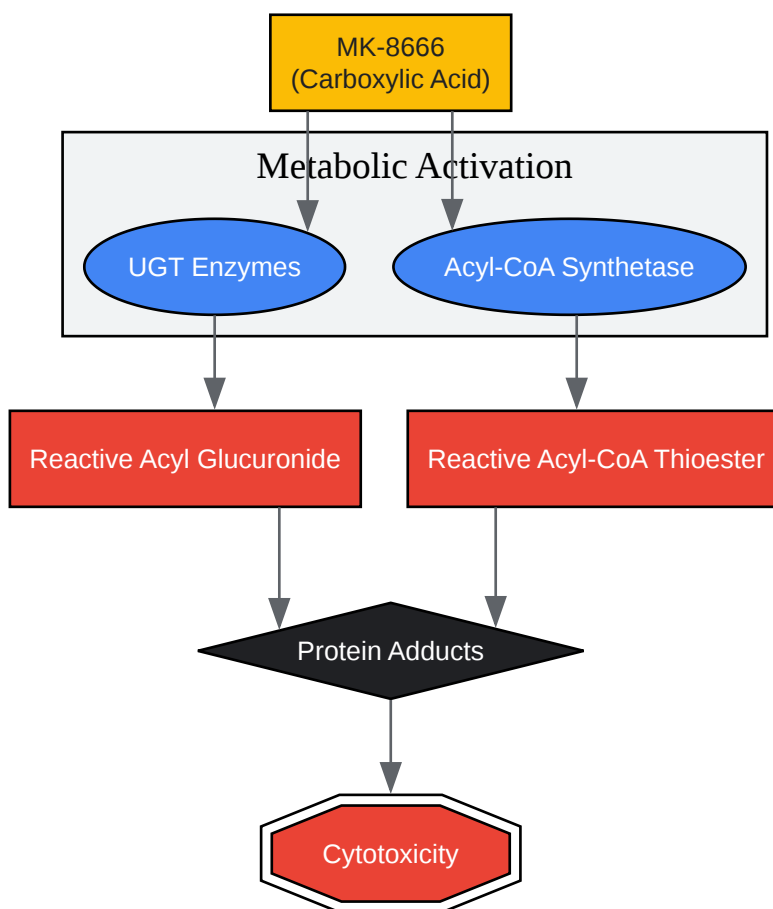 MK-8666
(Carboxylic Acid)
Metabolic Activation
UGT Enzymes
Acyl-CoA Synthetase
Reactive Acyl Glucuronide
Reactive Acyl-CoA Thioester
Protein Adducts
Cytotoxicity